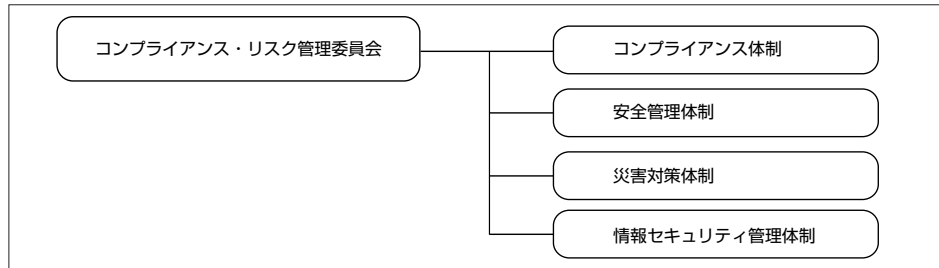 コンプライアンス・リスク管理委員会
コンプライアンス体制
安全管理体制
災害対策体制
情報セキュリティ管理体制